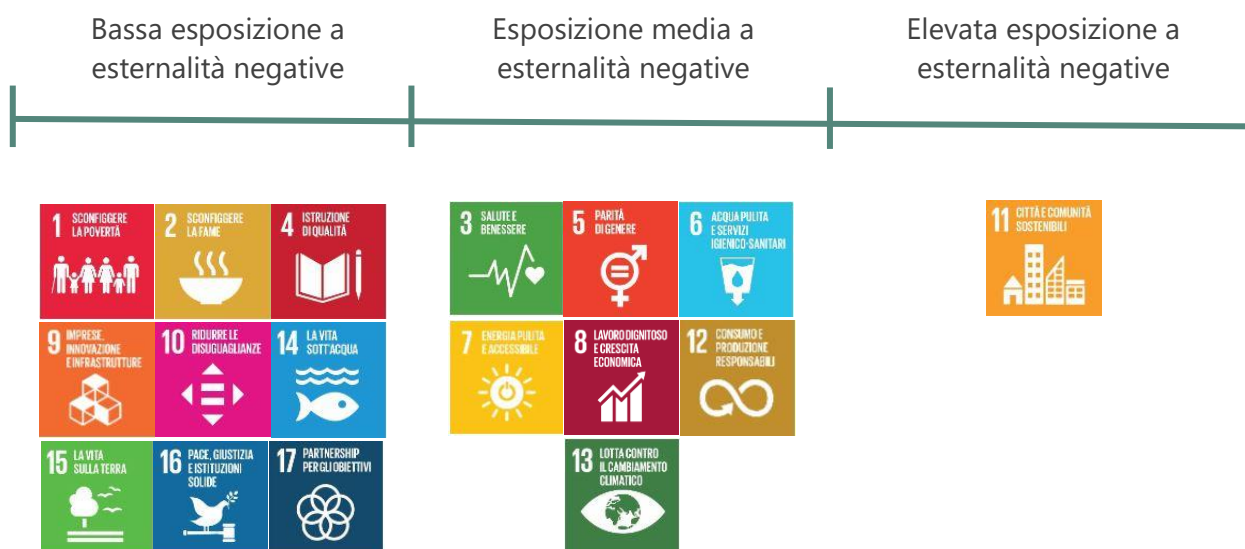 Bassa esposizione a
esternalità negative
Esposizione media a
esternalità negative
Elevata esposizione a
esternalità negative
1 SCONFIGGERE
LA POVERTÀ
2 SCONFIGGERE
LA FAME
4 ISTRUZIONE
DI QUALITÀ
9 IMPRESE,
INNOVAZIONE
E INFRASTRUTTURE
10 RIDURRE LE
DISUGUAGLIANZE
14 LA VITA
SOTT'ACQUA
15 LA VITA
SULLA TERRA
16 PACE, GIUSTIZIA
E ISTITUZIONI
SOLIDE
17 PARTNERSHIP
PER GLI OBIETTIVI
3 SALUTE E
BENESSERE
5 PARITÀ
DI GENERE
6 ACQUA PULITA
E SERVIZI
IGIENICO-SANITARI
7 ENERGIA PULITA
E ACCESSIBILE
8 LAVORO DIGNITOSO
E CRESCITA
ECONOMICA
12 CONSUMO E
PRODUZIONE
RESPONSABILI
13 LOTTA CONTRO
IL CAMBIAMENTO
CLIMATICO
11 CITTÀ E COMUNITÀ
SOSTENIBILI